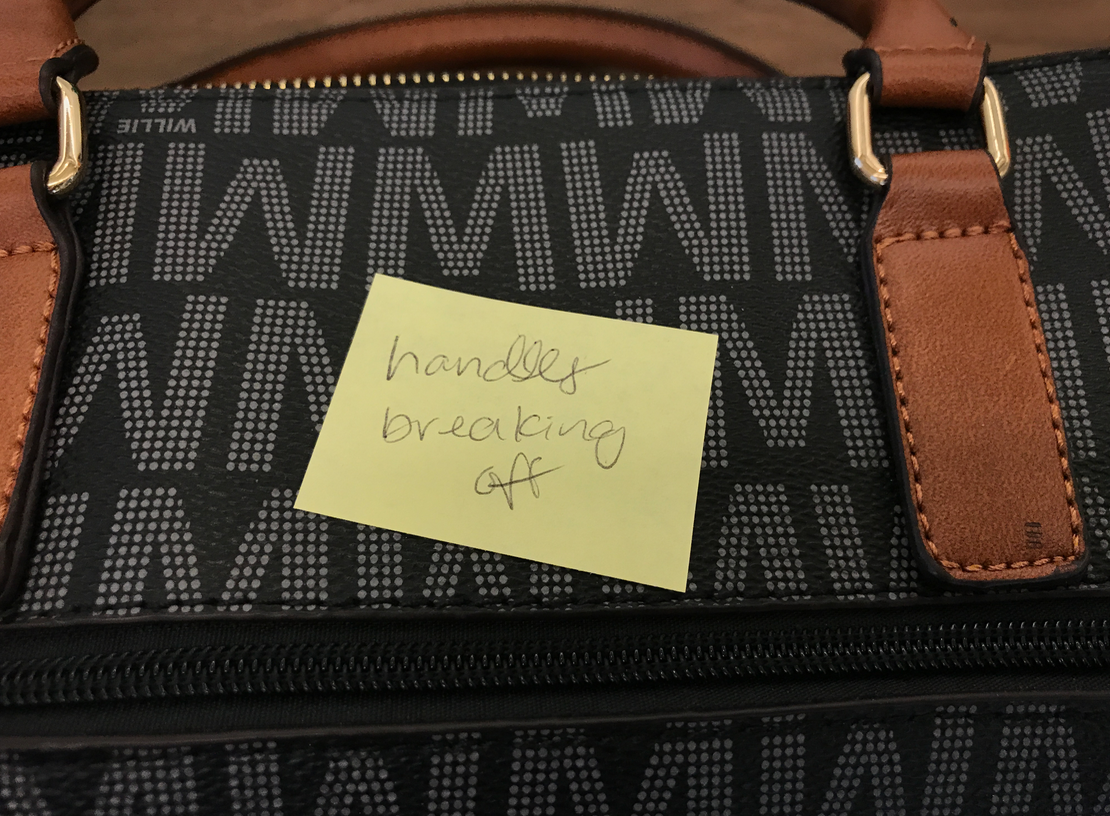 WILLIE
handles
breaking
off